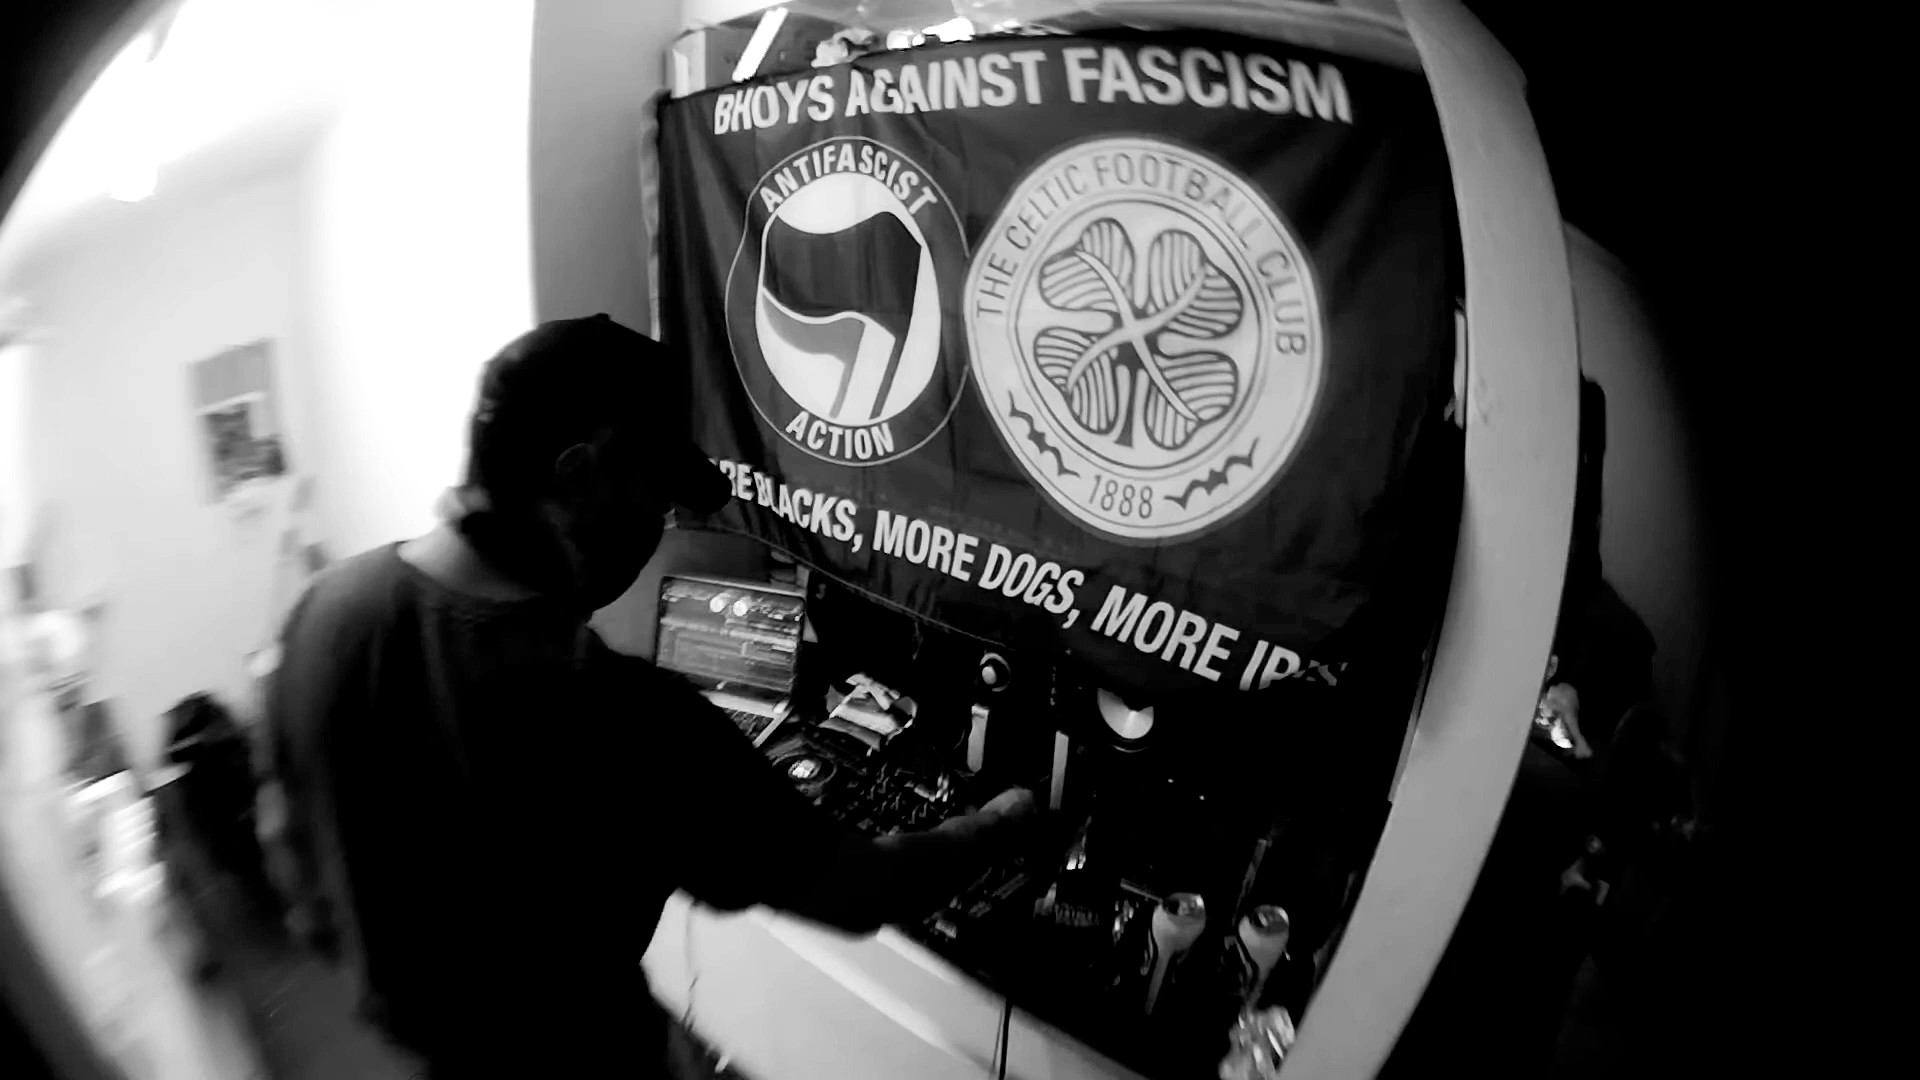 BHOYS AGAINST FASCISM
ANTIFASCIST
ACTION
THE CELTIC FOOTBALL CLUB
1888
BLACKS, MORE DOGS, MORE